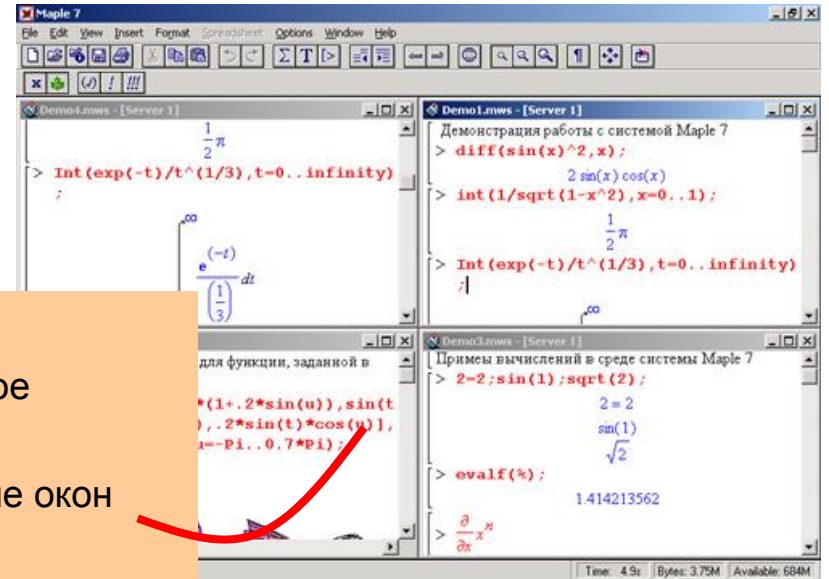 Maple 7
File Edit View Insert Format Spreadsheet Options Window Help
Demo4.mws - [Server 1]
1
2 π
> Int(exp(-t)/t^(1/3),t=0..infinity)
;
∞
e (-t)
dt
(1
3)
Demo1.mws - [Server 1]
Демонстрация работы с системой Maple 7
> diff(sin(x)^2,x);
2 sin(x) cos(x)
> int(1/sqrt(1-x^2),x=0..1);
1
2 π
> Int(exp(-t)/t^(1/3),t=0..infinity)
;
∞
для функции, заданной в
*(1+.2*sin(u)),sin(t
),.2*sin(t)*cos(u)],
u=-Pi..0.7*Pi);
ое
ие окон
Demo3.mws - [Server 1]
Примеы вычислений в среде системы Maple 7
> 2=2;sin(1);sqrt(2);
2 = 2
sin(1)
√2
> evalf(%);
1.414213562
> ∂
∂x x^n
Time: 4.9s Bytes: 3.75M Available: 684M